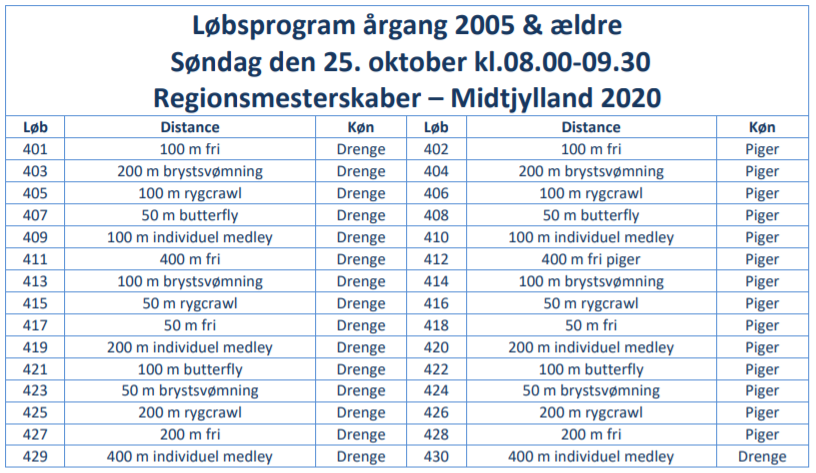 Løbsprogram årgang 2005 & ældre
Søndag den 25. oktober kl.08.00-09.30
Regionsmesterskaber – Midtjylland 2020
Løb Distance Køn Løb Distance Køn
401 100 m fri Drenge 402 100 m fri Piger
403 200 m brystsvømning Drenge 404 200 m brystsvømning Piger
405 100 m rygcrawl Drenge 406 100 m rygcrawl Piger
407 50 m butterfly Drenge 408 50 m butterfly Piger
409 100 m individuel medley Drenge 410 100 m individuel medley Piger
411 400 m fri Drenge 412 400 m fri piger Piger
413 100 m brystsvømning Drenge 414 100 m brystsvømning Piger
415 50 m rygcrawl Drenge 416 50 m rygcrawl Piger
417 50 m fri Drenge 418 50 m fri Piger
419 200 m individuel medley Drenge 420 200 m individuel medley Piger
421 100 m butterfly Drenge 422 100 m butterfly Piger
423 50 m brystsvømning Drenge 424 50 m brystsvømning Piger
425 200 m rygcrawl Drenge 426 200 m rygcrawl Piger
427 200 m fri Drenge 428 200 m fri Piger
429 400 m individuel medley Drenge 430 400 m individuel medley Drenge